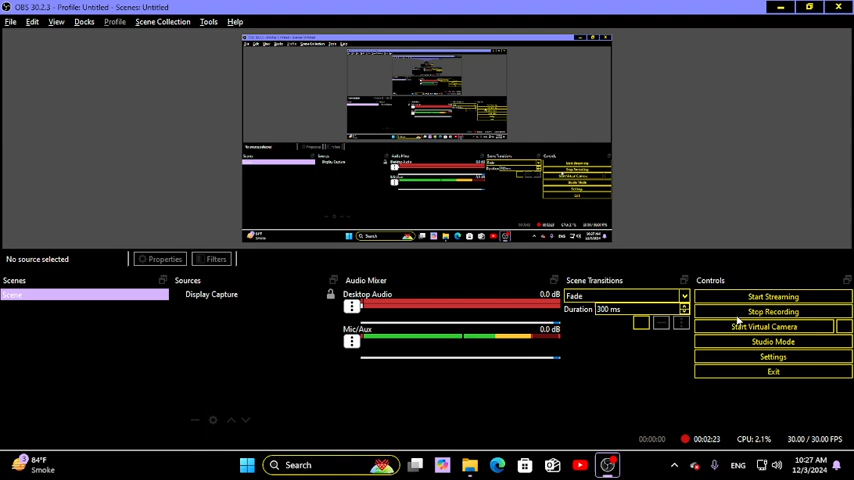 OBS 30.2.3 - Profile: Untitled - Scenes: Untitled
File Edit View Docks Profile Scene Collection Tools Help
No source selected Properties Filters
Scenes Sources Audio Mixer Scene Transitions Controls
Scene Display Capture Desktop Audio 0.0 dB Fade Start Streaming
Duration 300 ms Stop Recording
Mic/Aux 0.0 dB Start Virtual Camera
Studio Mode
Settings
Exit
00:00:00 00:02:23 CPU: 2.1% 30.00 / 30.00 FPS
3 84°F Search ENG 10:27 AM
Smoke 12/3/2024